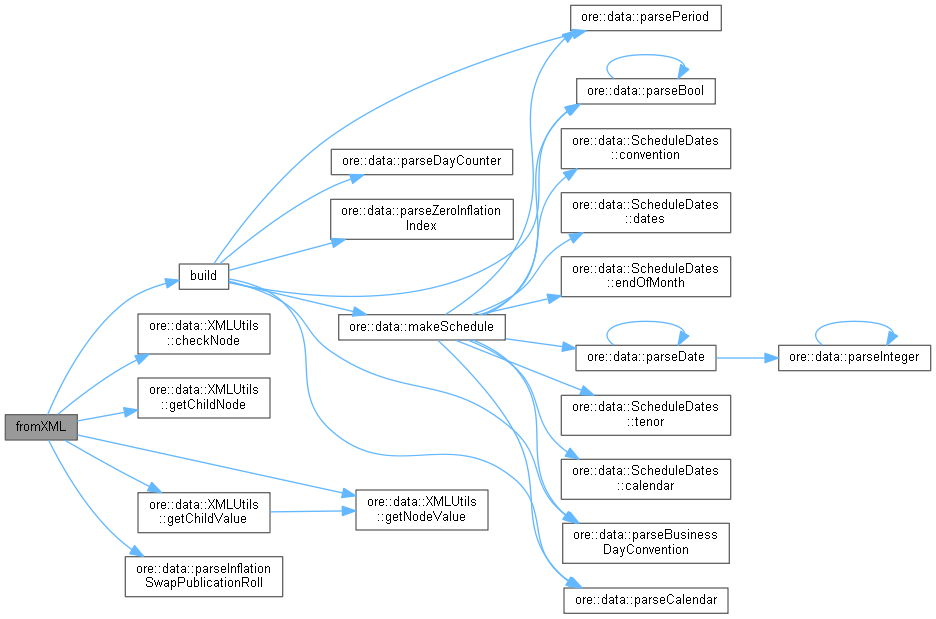 ore::data::parsePeriod
ore::data::parseBool
ore::data::ScheduleDates
::convention
ore::data::parseDayCounter
ore::data::ScheduleDates
::dates
ore::data::parseZeroInflation
Index
build
ore::data::ScheduleDates
::endOfMonth
ore::data::XMLUtils
::checkNode
ore::data::makeSchedule
ore::data::parseDate
ore::data::parseInteger
ore::data::XMLUtils
::getChildNode
ore::data::ScheduleDates
::tenor
fromXML
ore::data::ScheduleDates
::calendar
ore::data::XMLUtils
::getChildValue
ore::data::XMLUtils
::getNodeValue
ore::data::parseBusiness
DayConvention
ore::data::parseInflation
SwapPublicationRoll
ore::data::parseCalendar